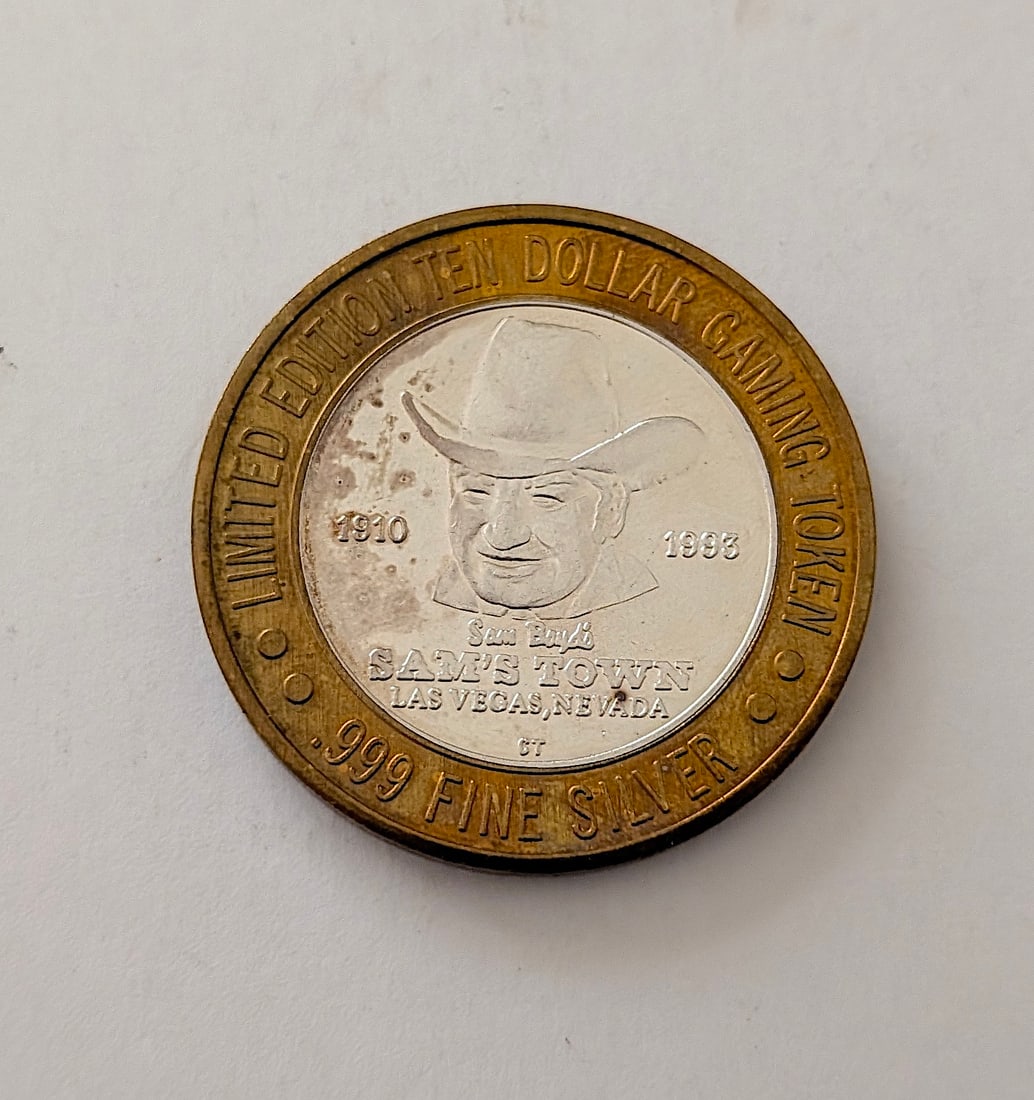 LIMITED EDITION TEN DOLLAR GAMING TOKEN
1910 1993
Sam Boyd's
SAM'S TOWN
LAS VEGAS, NEVADA
CT
.999 FINE SILVER